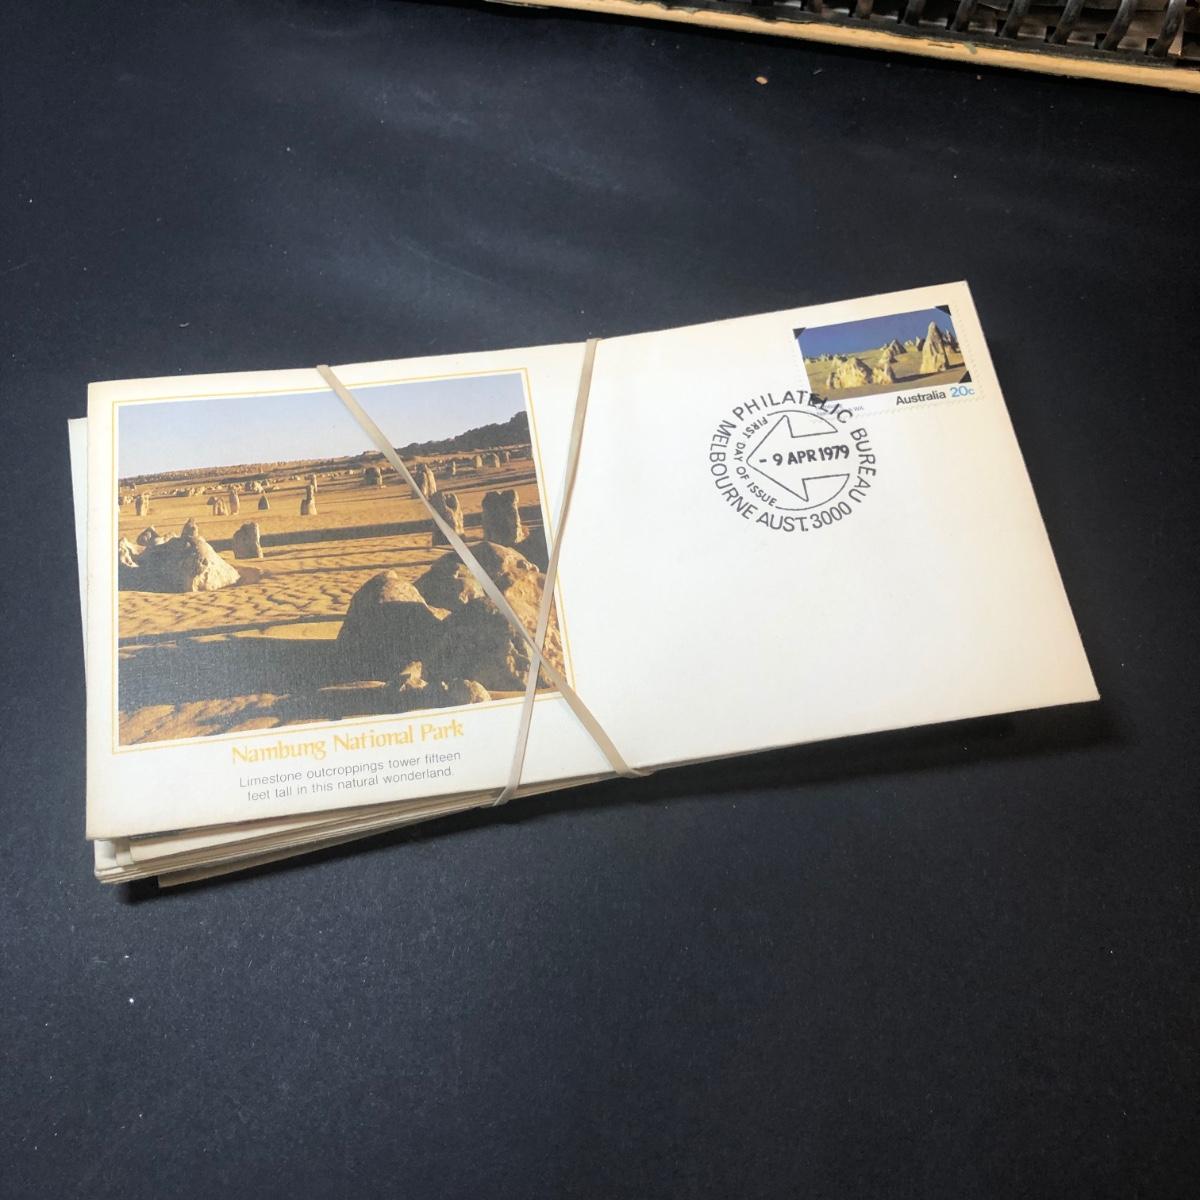 Australia 20c
PHILATELIC BUREAU
FIRST DAY OF ISSUE
- 9 APR 1979
MELBOURNE AUST. 3000
Nambung National Park
Limestone outcroppings tower fifteen
feet tall in this natural wonderland.